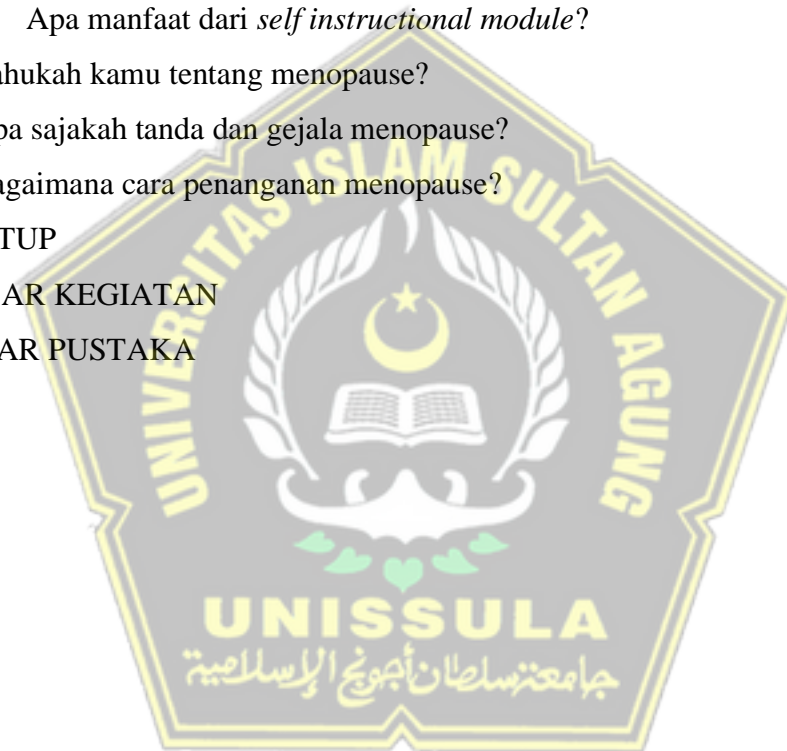 Apa manfaat dari self instructional module?
ahukah kamu tentang menopause?
pa sajakah tanda dan gejala menopause?
agaimana cara penanganan menopause?
TUP
AR KEGIATAN
AR PUSTAKA
UNIVERSITAS ISLAM SULTAN AGUNG
UNISSULA
جامعة سلطان أجونج الإسلامية